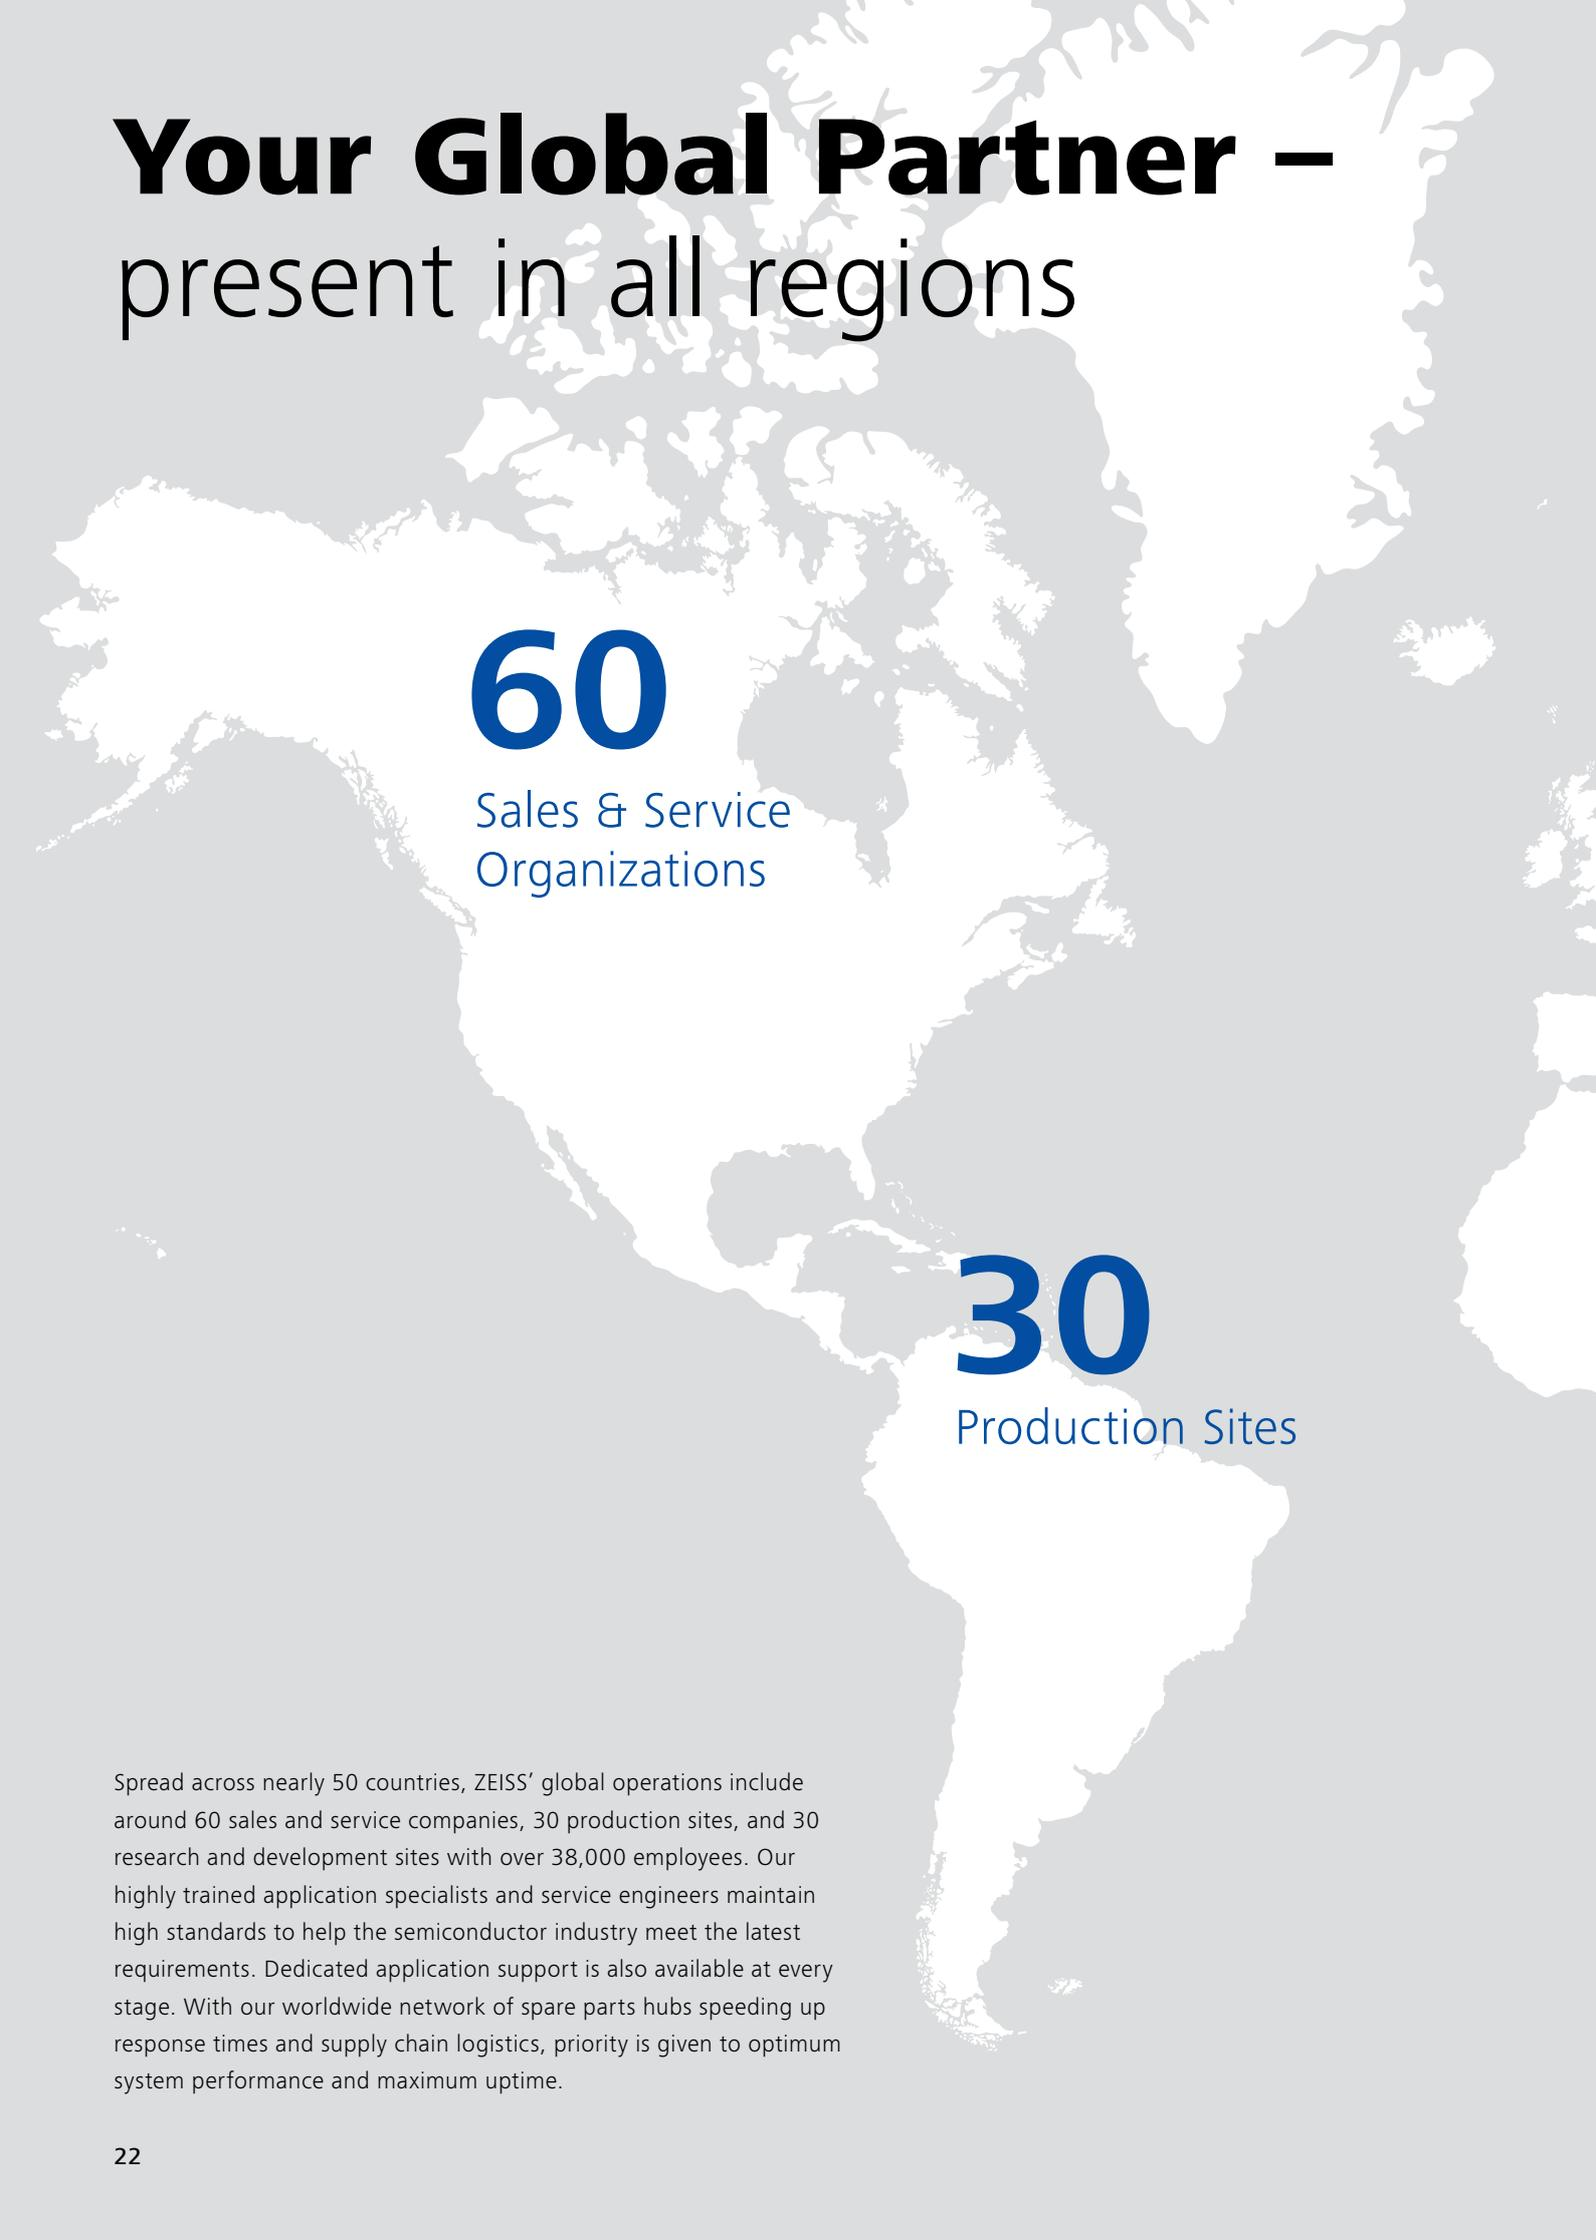 Your Global Partner –
present in all regions
60
Sales & Service
Organizations
30
Production Sites
Spread across nearly 50 countries, ZEISS’ global operations include
around 60 sales and service companies, 30 production sites, and 30
research and development sites with over 38,000 employees. Our
highly trained application specialists and service engineers maintain
high standards to help the semiconductor industry meet the latest
requirements. Dedicated application support is also available at every
stage. With our worldwide network of spare parts hubs speeding up
response times and supply chain logistics, priority is given to optimum
system performance and maximum uptime.
22